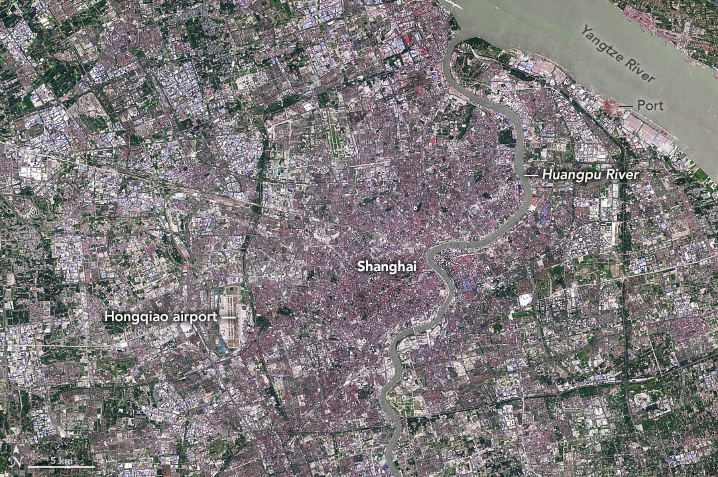 Yangtze River
Port
Huangpu River
Shanghai
Hongqiao airport
N
5 km